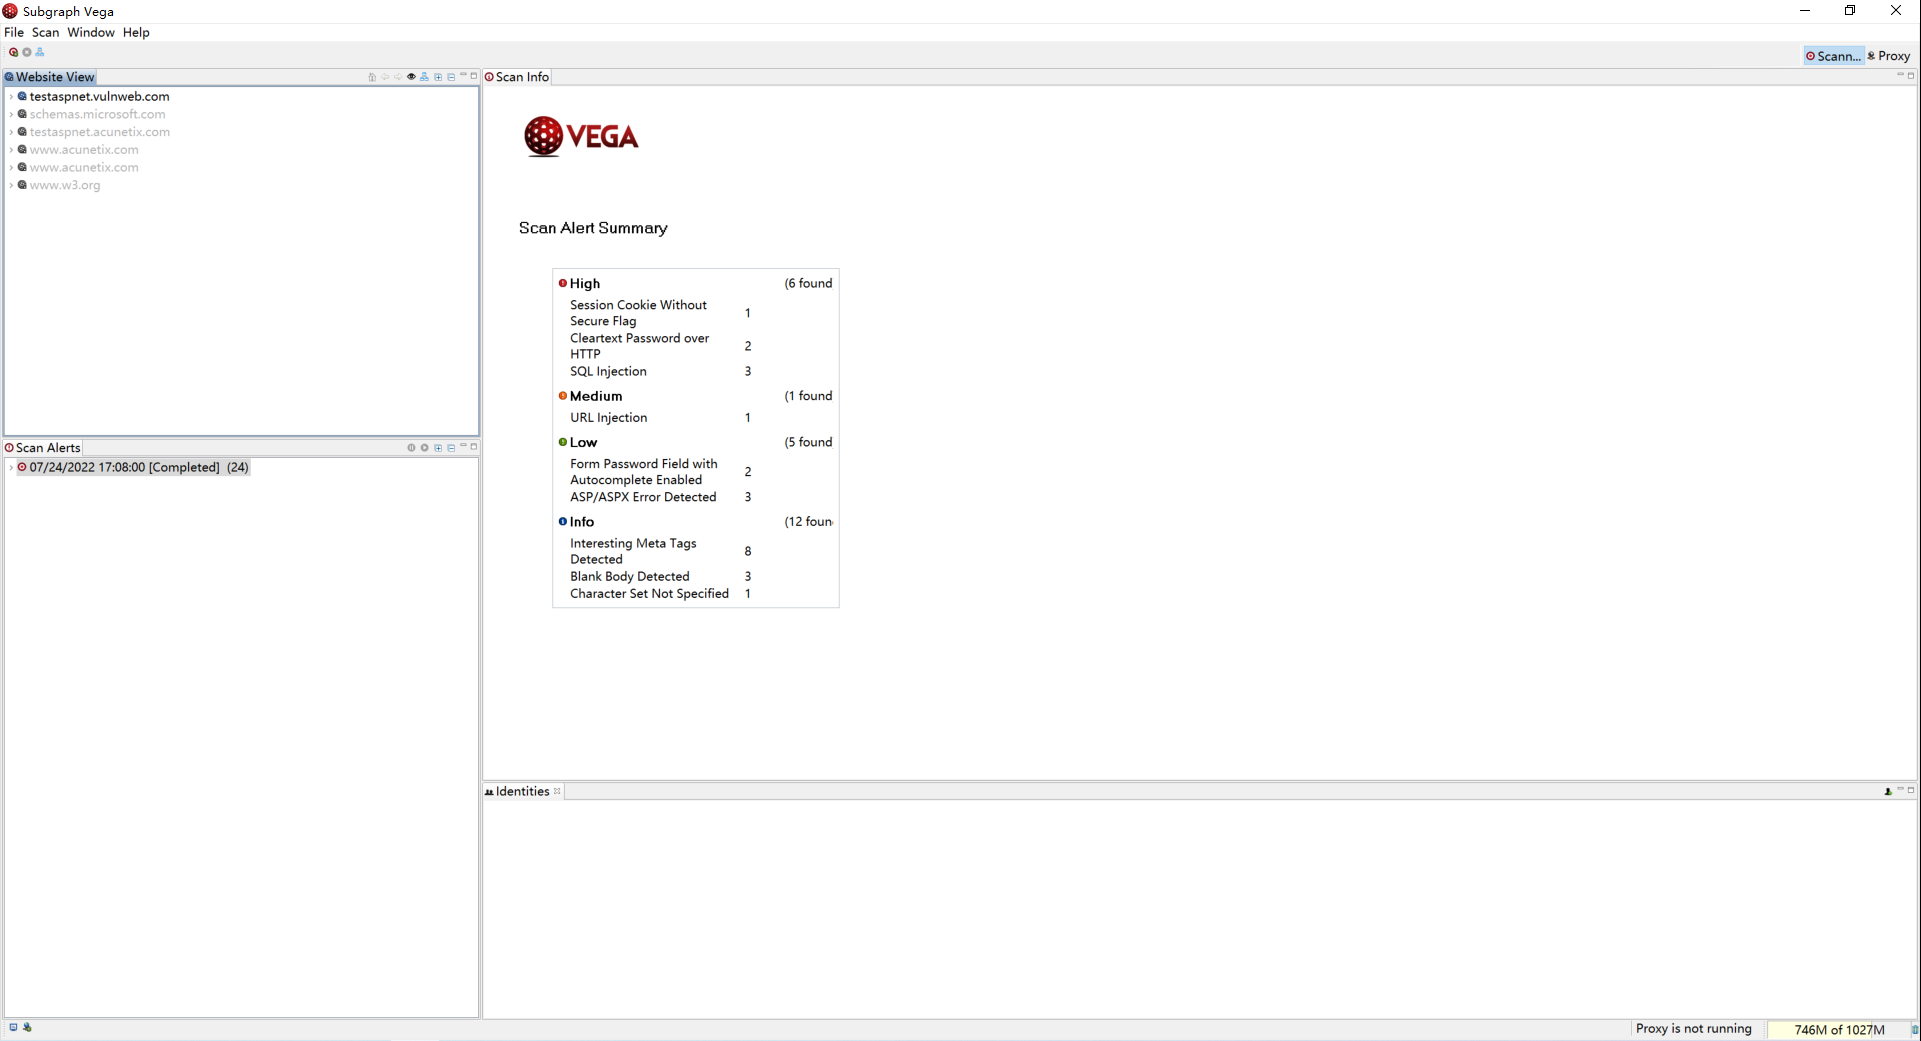 Subgraph Vega
File Scan Window Help
Scann... Proxy
Website View
testaspnet.vulnweb.com
schemas.microsoft.com
testaspnet.acunetix.com
www.acunetix.com
www.acunetix.com
www.w3.org
Scan Alerts
07/24/2022 17:08:00 [Completed] (24)
Scan Info
VEGA
Scan Alert Summary
High (6 found
Session Cookie Without
Secure Flag 1
Cleartext Password over
HTTP 2
SQL Injection 3
Medium (1 found
URL Injection 1
Low (5 found
Form Password Field with
Autocomplete Enabled 2
ASP/ASPX Error Detected 3
Info (12 foun
Interesting Meta Tags
Detected 8
Blank Body Detected 3
Character Set Not Specified 1
Identities
Proxy is not running 746M of 1027M